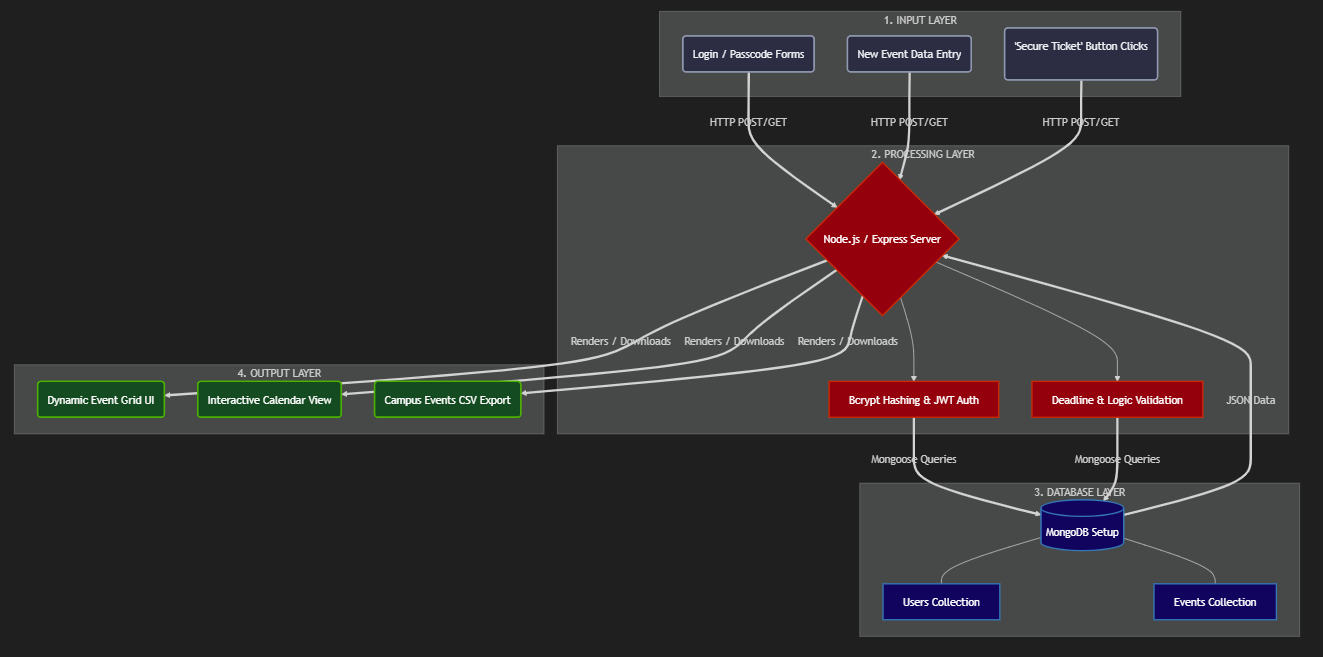 1. INPUT LAYER
Login / Passcode Forms
New Event Data Entry
'Secure Ticket' Button Clicks
HTTP POST/GET
HTTP POST/GET
HTTP POST/GET
2. PROCESSING LAYER
Node.js / Express Server
Renders / Downloads
Renders / Downloads
Renders / Downloads
4. OUTPUT LAYER
Dynamic Event Grid UI
Interactive Calendar View
Campus Events CSV Export
Bcrypt Hashing & JWT Auth
Deadline & Logic Validation
JSON Data
Mongoose Queries
Mongoose Queries
3. DATABASE LAYER
MongoDB Setup
Users Collection
Events Collection